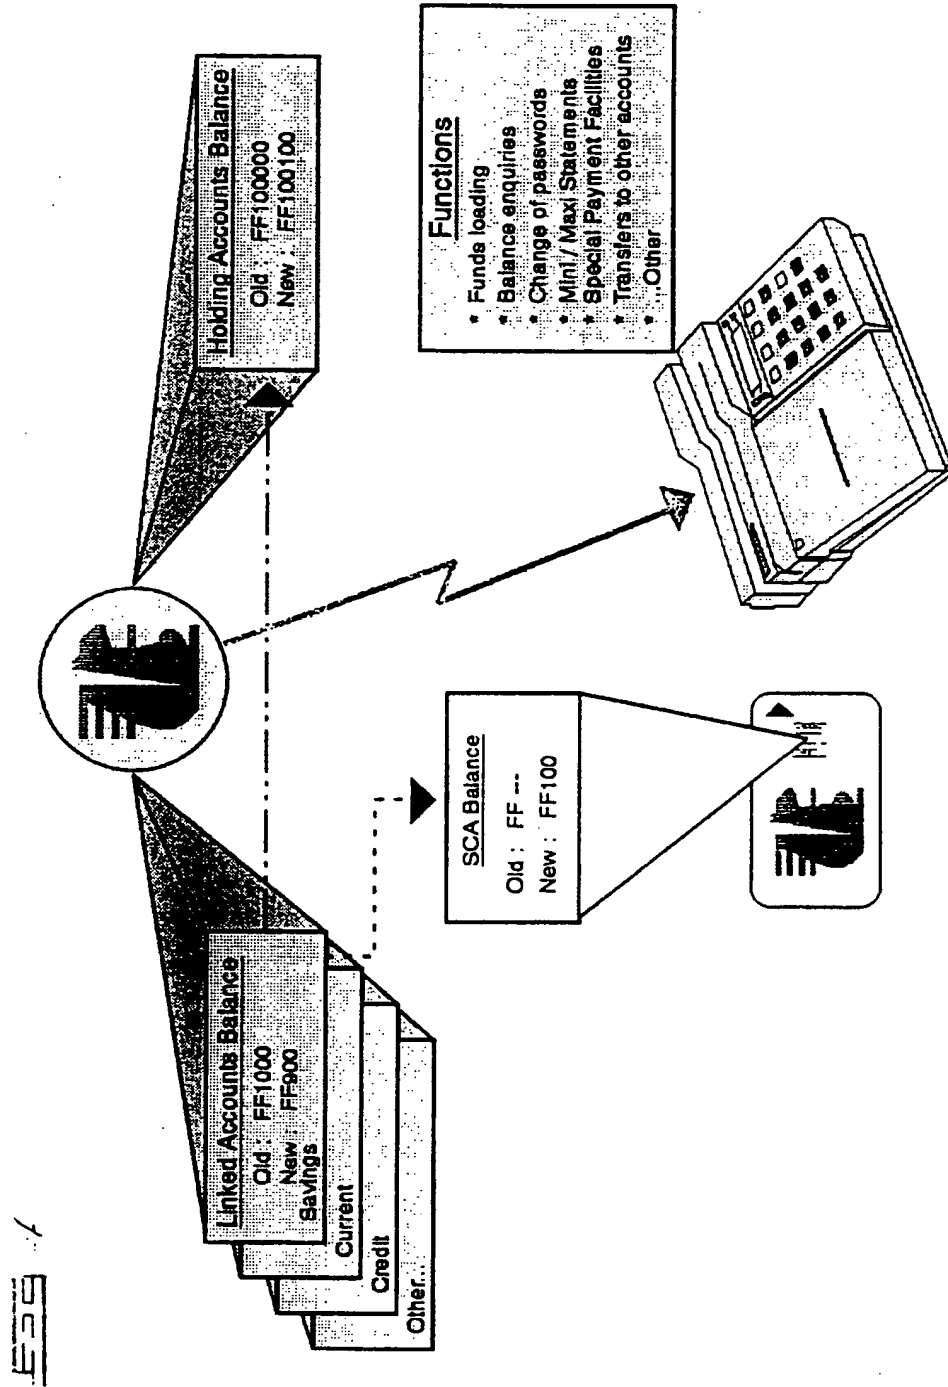 Linked Accounts Balance
Old : FF1000
New : FF900
Savings
Current
Credit
Other...
Holding Accounts Balance
Old : FF100000
New : FF100100
SCA Balance
Old : FF ---
New : FF100
Functions
* Funds loading
* Balance enquiries
* Change of passwords
* Mini./ Maxi Statements
* Special Payment Facilities
* Transfers to other accounts
* ...Other